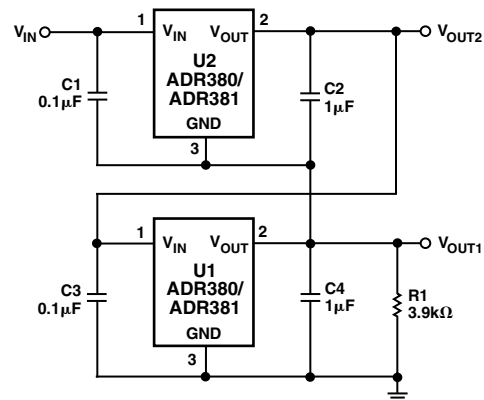 VIN
1
VIN
VOUT
2
VOUT2
U2
ADR380/
ADR381
GND
3
C1
0.1µF
C2
1µF
1
VIN
VOUT
2
VOUT1
U1
ADR380/
ADR381
GND
3
C3
0.1µF
C4
1µF
R1
3.9kΩ